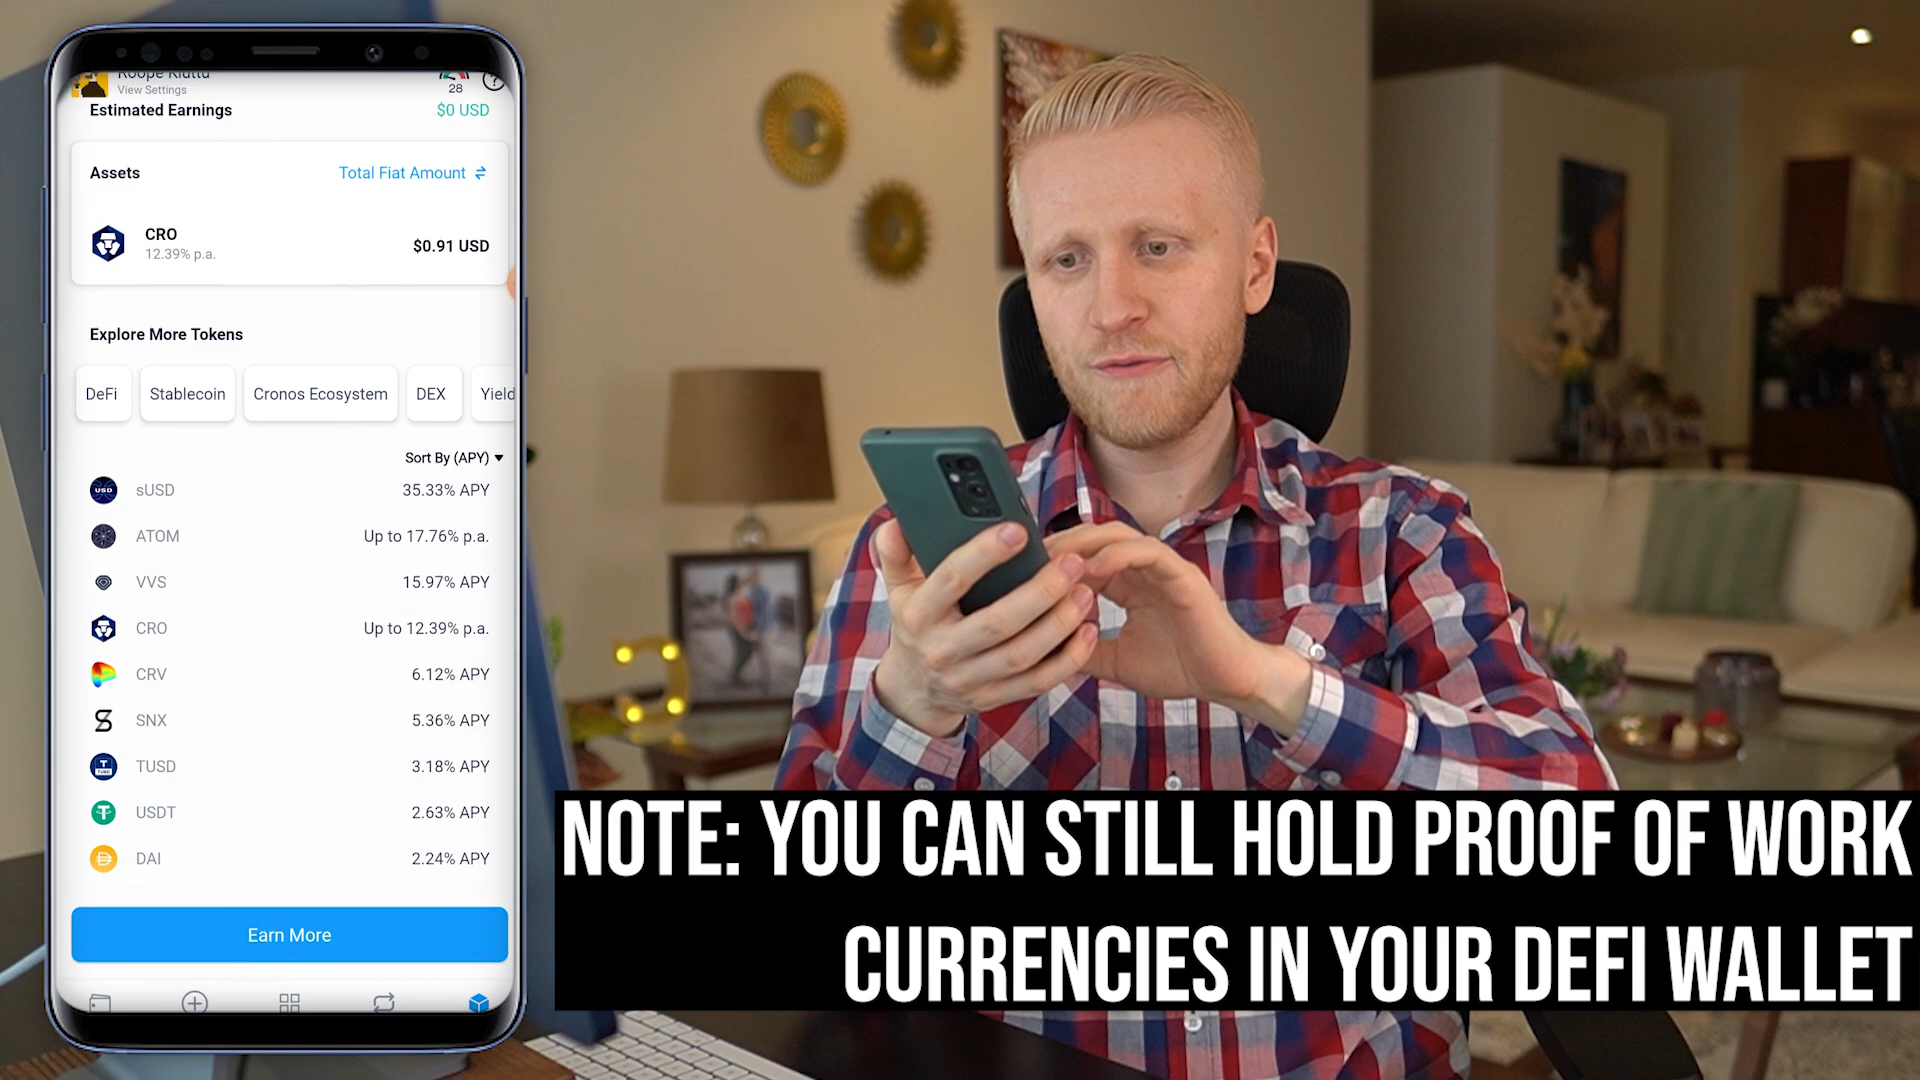 Roope Kiuttu
View Settings
28
?
Estimated Earnings
$0 USD
Assets
Total Fiat Amount
CRO
12.39% p.a.
$0.91 USD
Explore More Tokens
DeFi
Stablecoin
Cronos Ecosystem
DEX
Yield
Sort By (APY)
sUSD 35.33% APY
ATOM Up to 17.76% p.a.
VVS 15.97% APY
CRO Up to 12.39% p.a.
CRV 6.12% APY
SNX 5.36% APY
TUSD 3.18% APY
USDT 2.63% APY
DAI 2.24% APY
Earn More
NOTE: YOU CAN STILL HOLD PROOF OF WORK
CURRENCIES IN YOUR DEFI WALLET